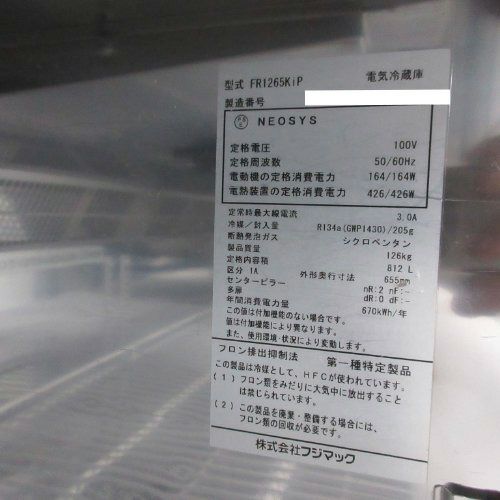 型式 FR1265KiP 電気冷蔵庫
製造番号
PSE NEOSYS
定格電圧 100V
定格周波数 50/60Hz
電動機の定格消費電力 164/164W
電熱装置の定格消費電力 426/426W
定常時最大線電流 3.0A
冷媒/封入量 R134a(GWP1430)/205g
断熱発泡ガス シクロペンタン
製品質量 126kg
定格内容積 812 L
区分 1A 外形奥行寸法 655mm
センターピラー nR:2 nF:-
多扉 dR:0 dF:-
年間消費電力量 670kWh/年
この値は付加機能のない場合です。
値は付加機能により異なります。
また、使用環境・状況により変動します。
フロン排出抑制法 第一種特定製品
この製品は冷媒として、HFCが使われています。
(1) フロン類をみだりに大気中に放出すること
は禁じられています。
(2) この製品を廃棄・整備する場合には、
フロン類の回収が必要です。
株式会社フジマック